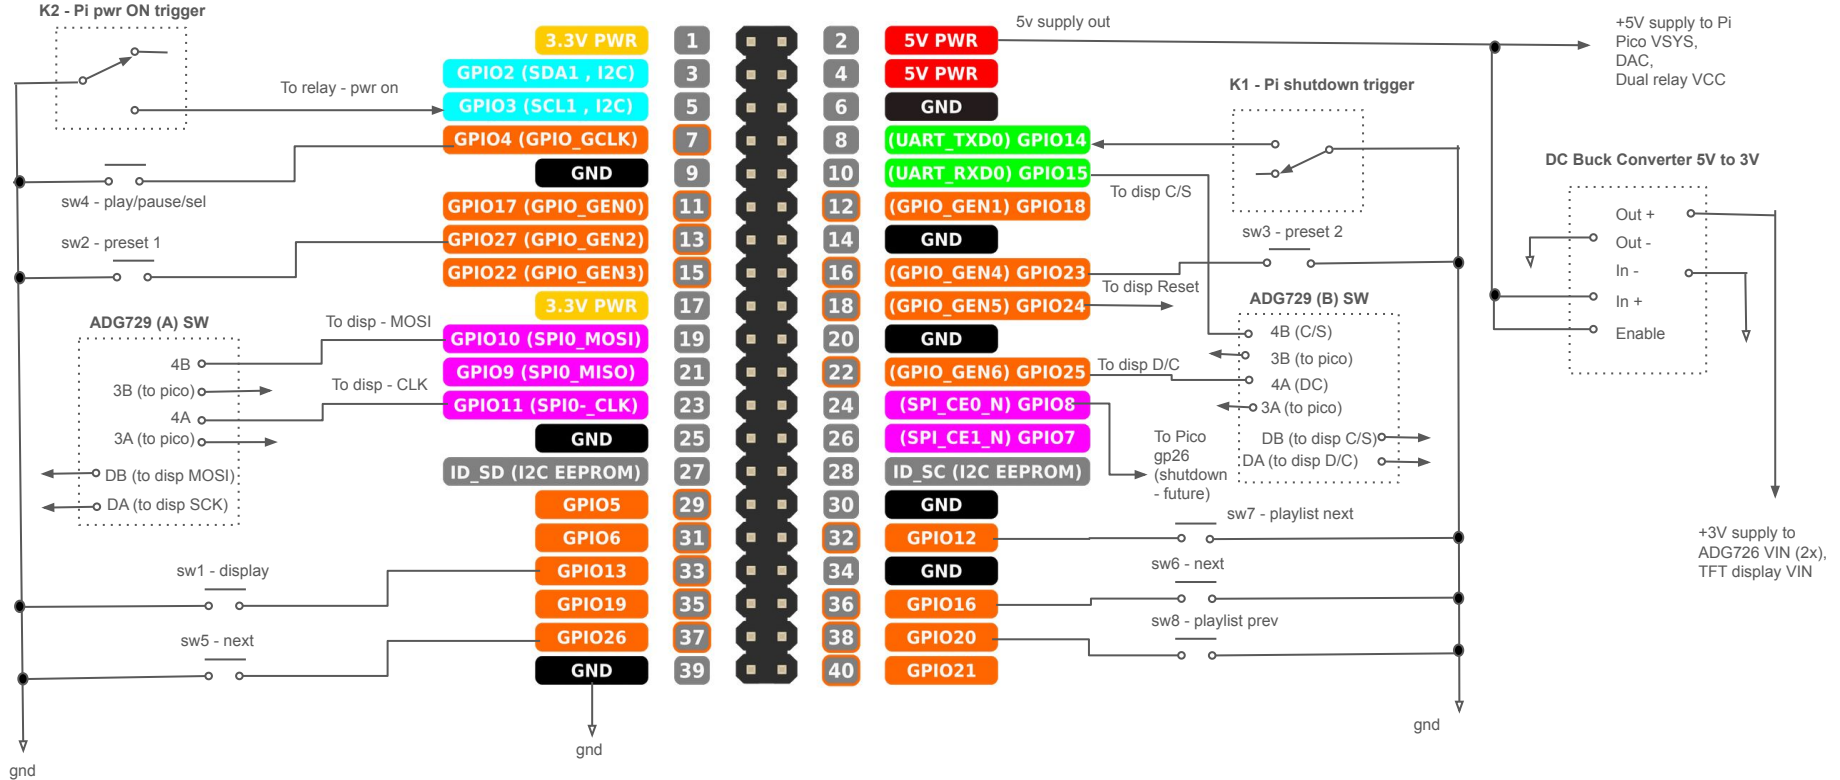 K2 - Pi pwr ON trigger
To relay - pwr on
sw4 - play/pause/sel
sw2 - preset 1
ADG729 (A) SW
4B
3B (to pico)
4A
3A (to pico)
DB (to disp MOSI)
DA (to disp SCK)
To disp - MOSI
To disp - CLK
sw1 - display
sw5 - next
gnd
3.3V PWR 1 2 5V PWR
GPIO2 (SDA1 , I2C) 3 4 5V PWR
GPIO3 (SCL1 , I2C) 5 6 GND
GPIO4 (GPIO_GCLK) 7 8 (UART_TXD0) GPIO14
GND 9 10 (UART_RXD0) GPIO15
GPIO17 (GPIO_GEN0) 11 12 (GPIO_GEN1) GPIO18
GPIO27 (GPIO_GEN2) 13 14 GND
GPIO22 (GPIO_GEN3) 15 16 (GPIO_GEN4) GPIO23
3.3V PWR 17 18 (GPIO_GEN5) GPIO24
GPIO10 (SPI0_MOSI) 19 20 GND
GPIO9 (SPI0_MISO) 21 22 (GPIO_GEN6) GPIO25
GPIO11 (SPI0-_CLK) 23 24 (SPI_CE0_N) GPIO8
GND 25 26 (SPI_CE1_N) GPIO7
ID_SD (I2C EEPROM) 27 28 ID_SC (I2C EEPROM)
GPIO5 29 30 GND
GPIO6 31 32 GPIO12
GPIO13 33 34 GND
GPIO19 35 36 GPIO16
GPIO26 37 38 GPIO20
GND 39 40 GPIO21
gnd
5v supply out
K1 - Pi shutdown trigger
To disp C/S
sw3 - preset 2
To disp Reset
ADG729 (B) SW
4B (C/S)
3B (to pico)
4A (DC)
3A (to pico)
DB (to disp C/S)
DA (to disp D/C)
To disp D/C
To Pico
gp26
(shutdown
- future)
sw7 - playlist next
sw6 - next
sw8 - playlist prev
gnd
+5V supply to Pi
Pico VSYS,
DAC,
Dual relay VCC
DC Buck Converter 5V to 3V
Out +
Out -
In -
In +
Enable
+3V supply to
ADG726 VIN (2x),
TFT display VIN